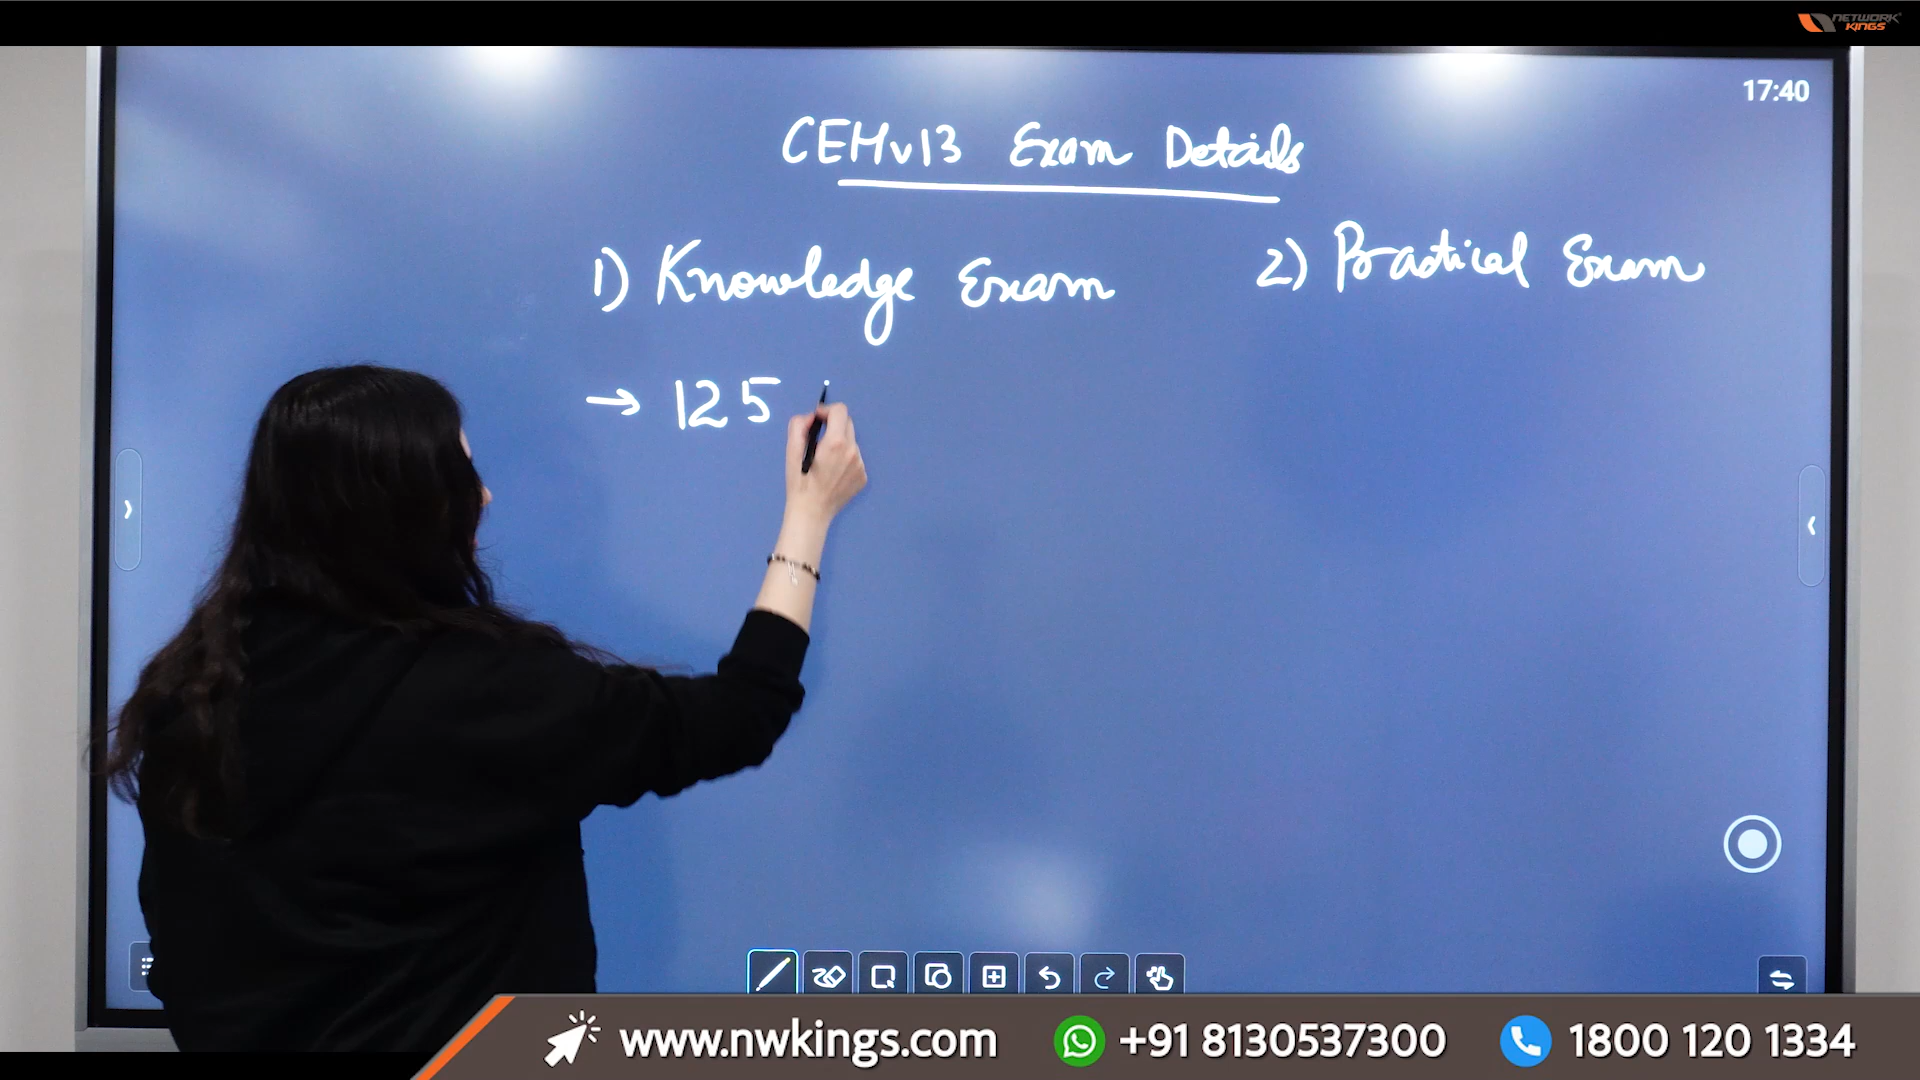 NETWORK
KINGS
17:40
CEHv13 Exam Details
1) Knowledge Exam
2) Practical Exam
→ 125
www.nwkings.com
+91 8130537300
1800 120 1334